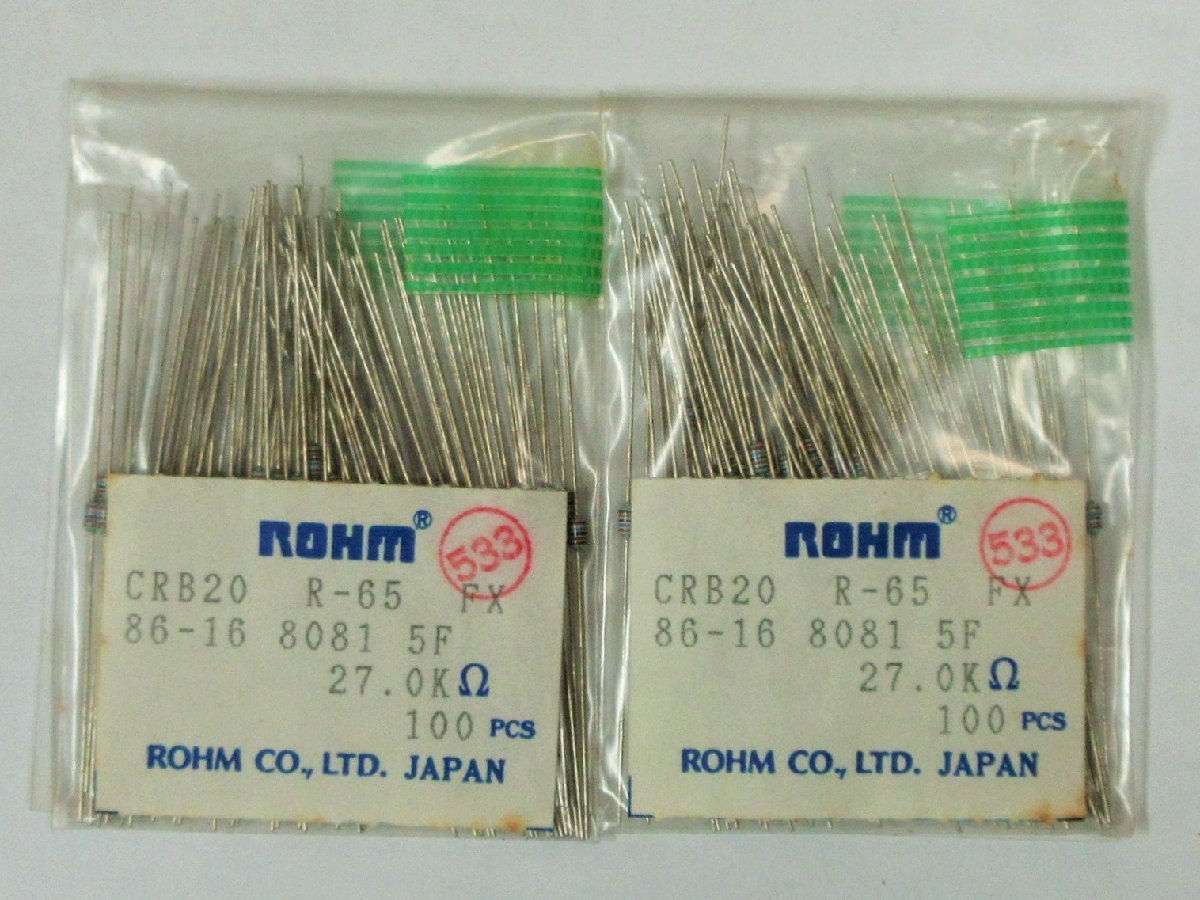 ROHM®
533
CRB20 R-65 FX
86-16 8081 5F
27.0KΩ
100 PCS
ROHM CO., LTD. JAPAN
ROHM®
533
CRB20 R-65 FX
86-16 8081 5F
27.0KΩ
100 PCS
ROHM CO., LTD. JAPAN